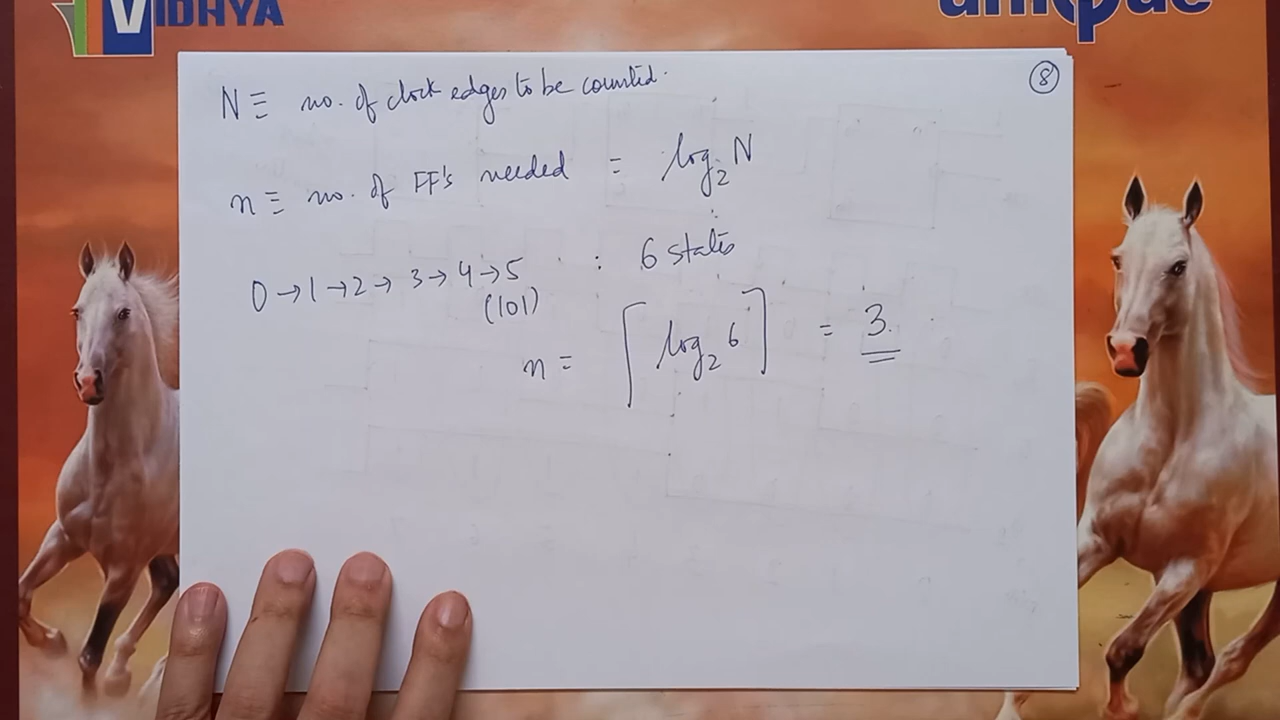 VIDHYA
unique
8
N ≡ no. of clock edges to be counted.
n ≡ no. of FF's needed = log₂ N
0 → 1 → 2 → 3 → 4 → 5 : 6 states
(101)
n = ⌈log₂ 6⌉ = 3.